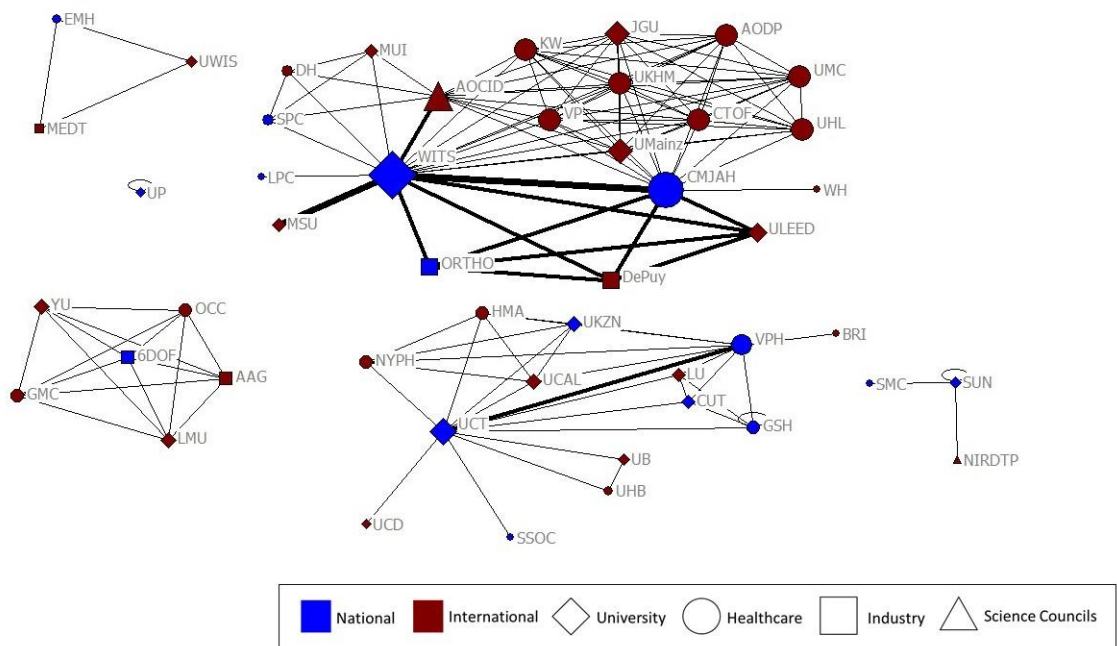 EMH
UWIS
MEDT
UP
MUI
DH
AOCID
SPC
WITS
LPC
MSU
KW
JGU
AODP
UKHM
UMC
VP
CTOF
UHL
UMainz
CMJAH
WH
ULEED
ORTHO
DePuy
YU
OCC
6DOF
AAG
GMC
LMU
HMA
UKZN
VPH
BRI
NYPH
UCAL
LU
CUT
UCT
GSH
UB
UHB
UCD
SSOC
SMC
SUN
NIRDTP
National International University Healthcare Industry Science Councils